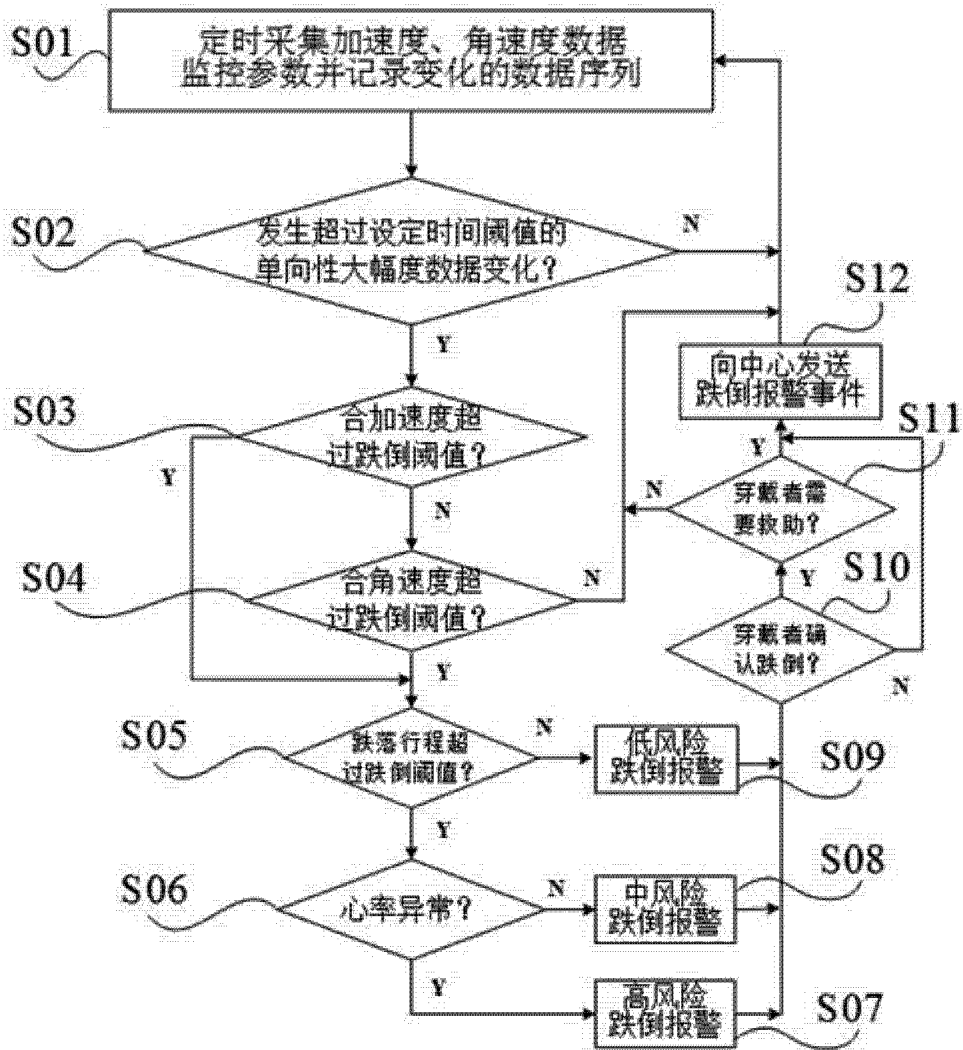 S01
定时采集加速度、角速度数据
监控参数并记录变化的数据序列
S02
发生超过设定时间阈值的
单向性大幅度数据变化?
N
Y
S12
向中心发送
跌倒报警事件
S03
合加速度超
过跌倒阈值?
Y
N
S11
Y
穿戴者需
要救助?
N
S04
合角速度超
过跌倒阈值?
N
Y
S10
Y
穿戴者确
认跌倒?
N
S05
跌落行程超
过跌倒阈值?
N
Y
低风险
跌倒报警
S09
S06
心率异常?
N
Y
中风险
跌倒报警
S08
高风险
跌倒报警
S07